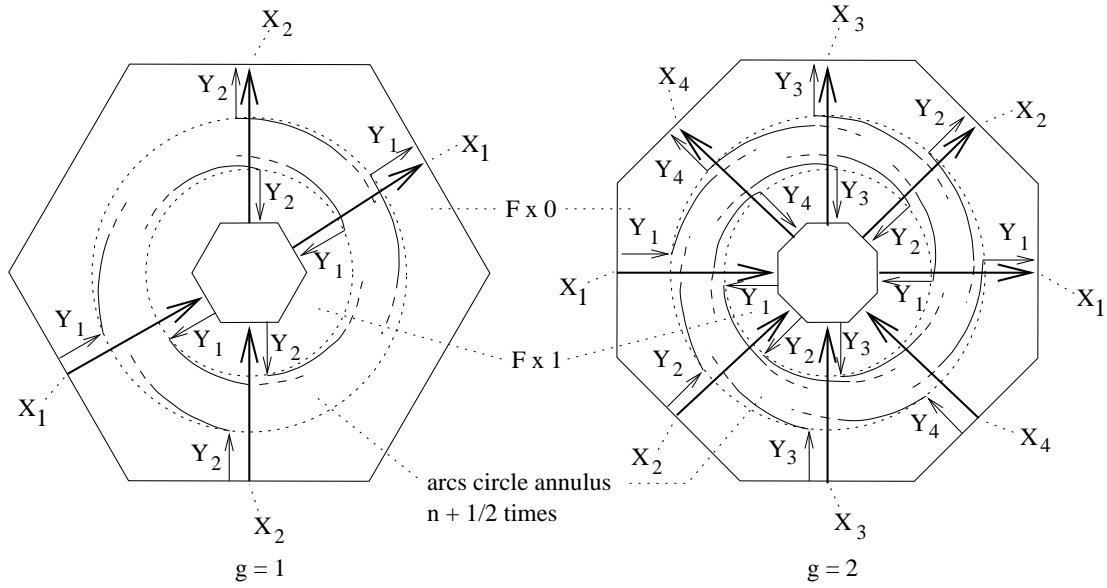 X2
X3
Y2
Y1
X1
Y2
Y1
X1
Y1
Y2
Y1
Y2
X2
X4
Y3
Y2
X2
Y4
Y4
Y3
Y2
Y1
Y1
X1
Y1
Y1
X1
Y2
Y2
Y3
Y4
X2
Y3
X4
X3
F x 0
F x 1
arcs circle annulus
n + 1/2 times
g = 1
g = 2